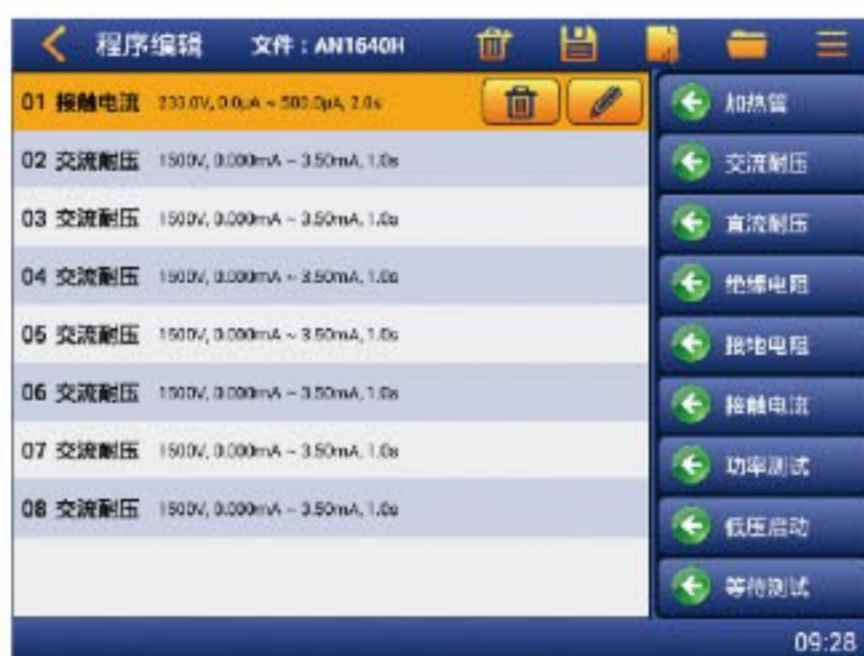 程序编辑 文件：AN1640H
01 接触电流 233.0V, 0.0μA ~ 500.0μA, 2.0s
02 交流耐压 1500V, 0.000mA ~ 3.50mA, 1.0s
03 交流耐压 1500V, 0.000mA ~ 3.50mA, 1.0s
04 交流耐压 1500V, 0.000mA ~ 3.50mA, 1.0s
05 交流耐压 1500V, 0.000mA ~ 3.50mA, 1.0s
06 交流耐压 1500V, 0.000mA ~ 3.50mA, 1.0s
07 交流耐压 1500V, 0.000mA ~ 3.50mA, 1.0s
08 交流耐压 1500V, 0.000mA ~ 3.50mA, 1.0s
加热管
交流耐压
直流耐压
绝缘电阻
接地电阻
接触电流
功率测试
低压启动
等待测试
09:28